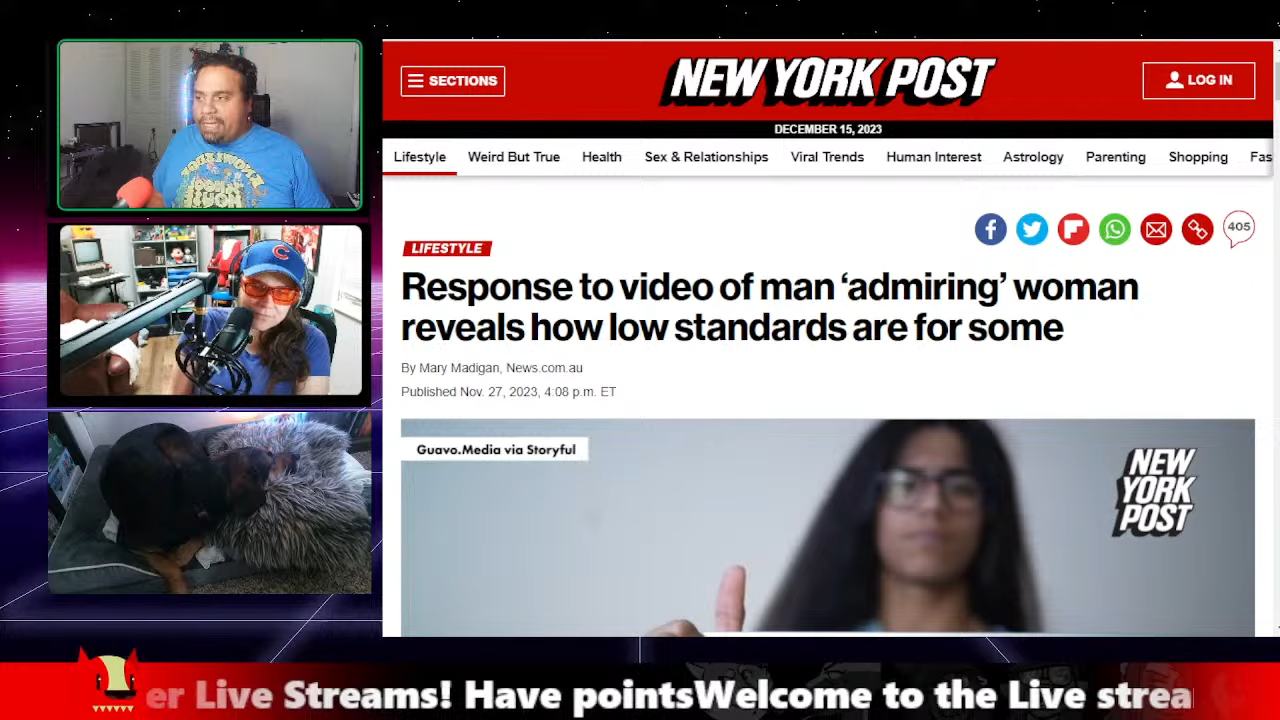 SECTIONS
NEW YORK POST
LOG IN
DECEMBER 15, 2023
Lifestyle Weird But True Health Sex & Relationships Viral Trends Human Interest Astrology Parenting Shopping Fas
405
LIFESTYLE
Response to video of man ‘admiring’ woman
reveals how low standards are for some
By Mary Madigan, News.com.au
Published Nov. 27, 2023, 4:08 p.m. ET
Guavo.Media via Storyful
NEW
YORK
POST
C
er Live Streams! Have pointsWelcome to the Live strea